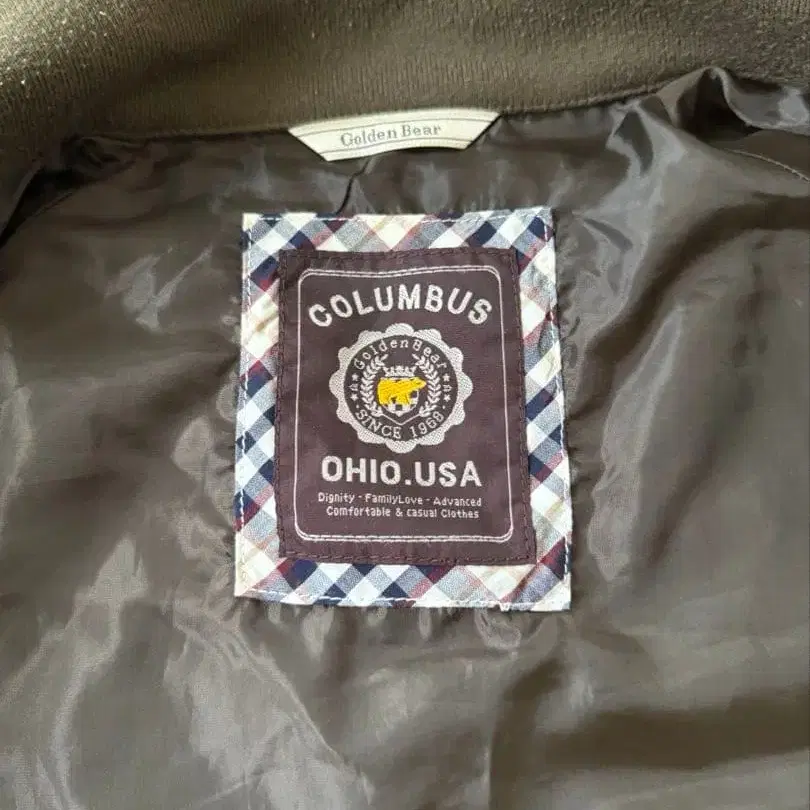 Golden Bear
COLUMBUS
Golden Bear
SINCE 1968
OHIO.USA
Dignity - FamilyLove - Advanced
Comfortable & casual Clothes